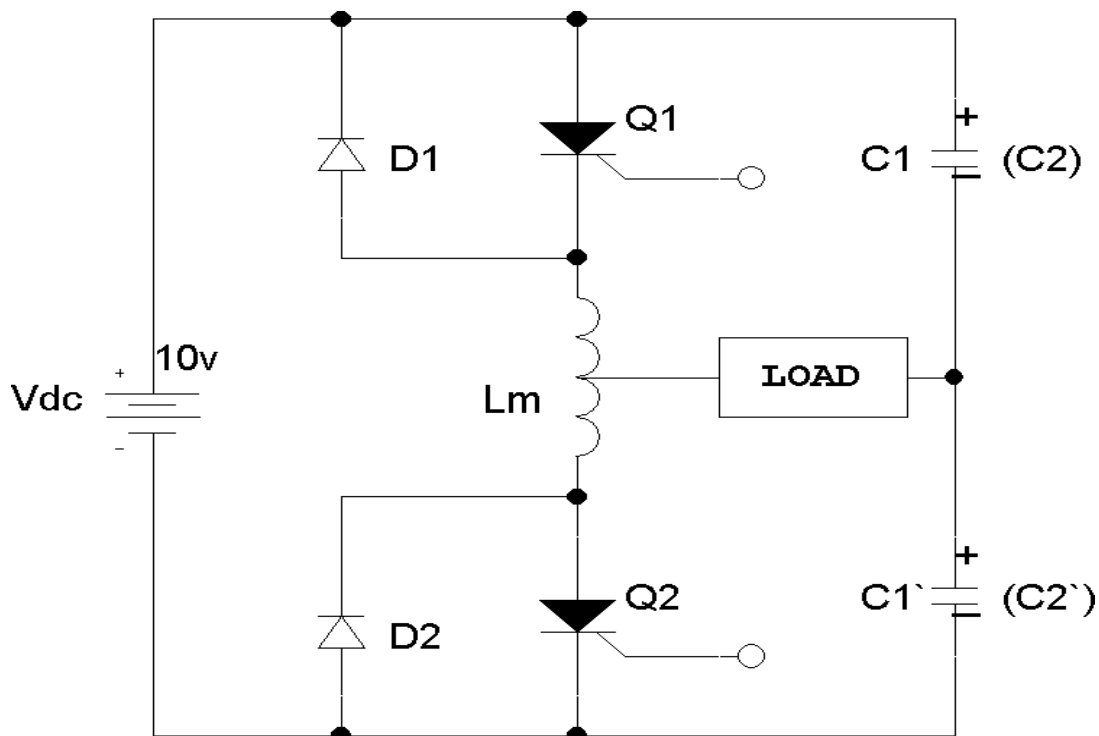 Q1
+
D1
C1 (C2)
−
10v
+
Vdc
−
LOAD
Lm
+
Q2
C1` (C2`)
−
D2